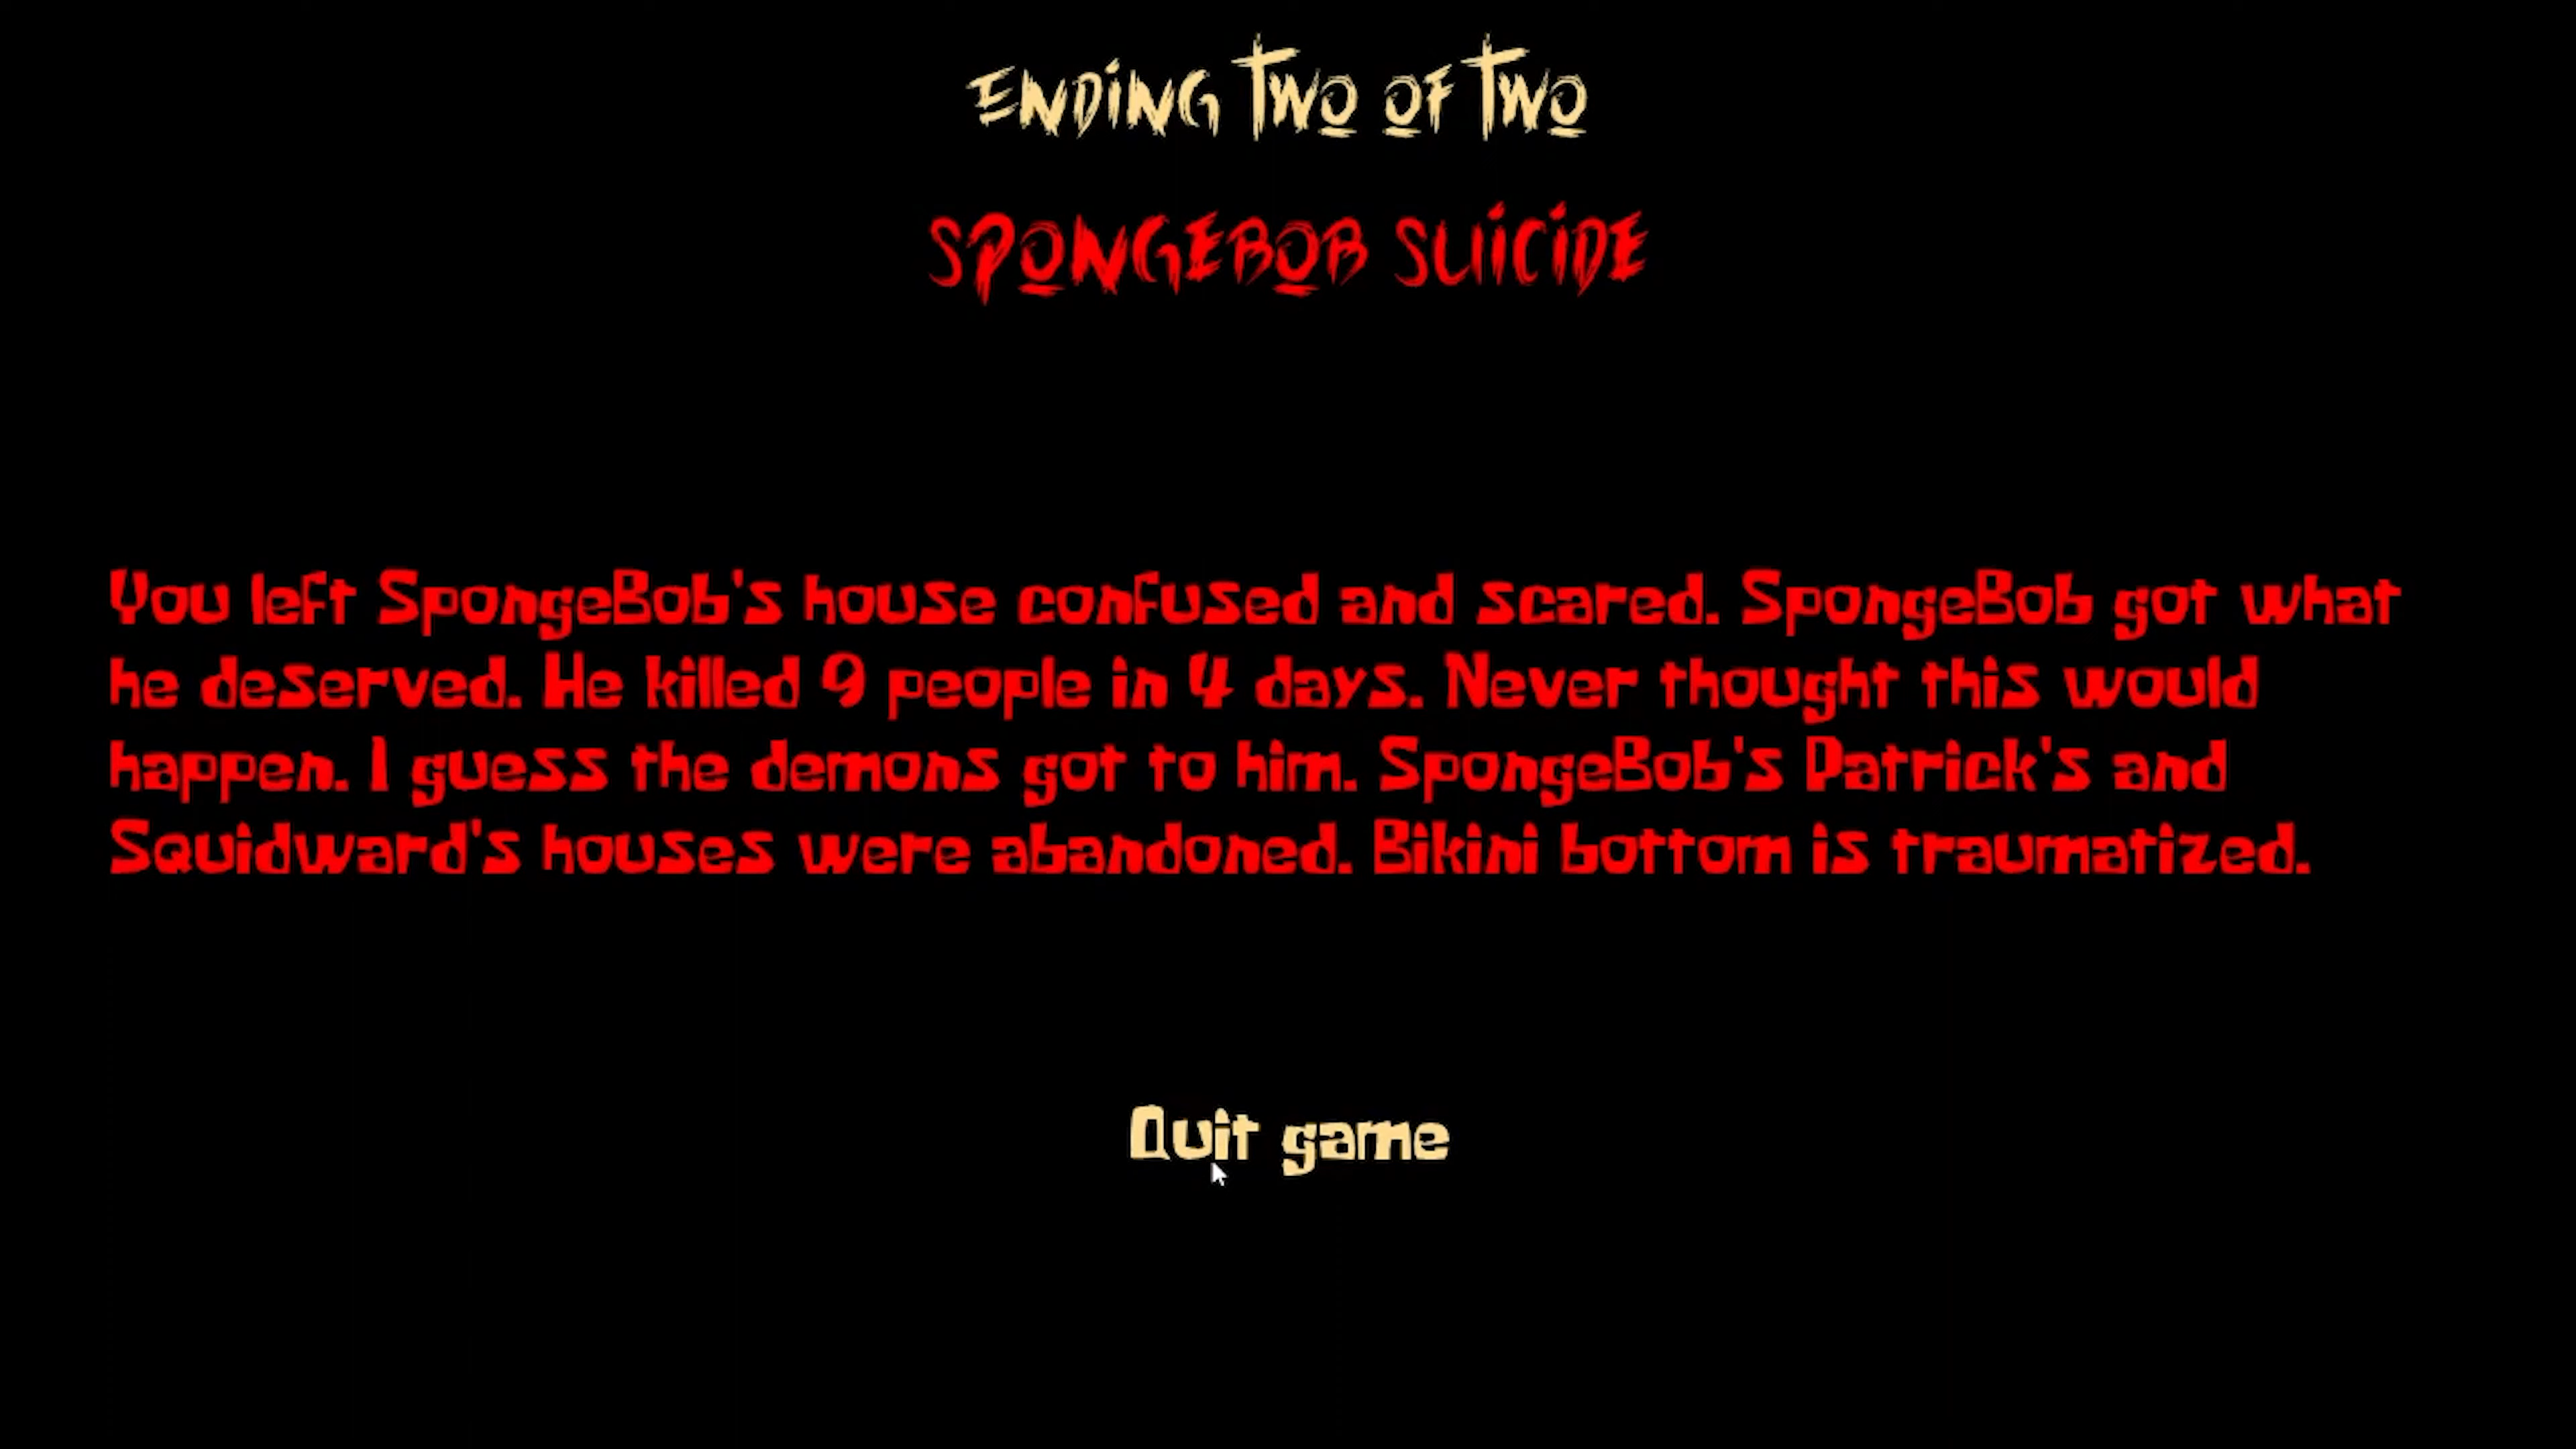 ENDING TWO OF TWO
SPONGEBOB SUICIDE
You left SpongeBob's house confused and scared. SpongeBob got what
he deserved. He killed 9 people in 4 days. Never thought this would
happen. I guess the demons got to him. SpongeBob's Patrick's and
Squidward's houses were abandoned. Bikini bottom is traumatized.
Quit game